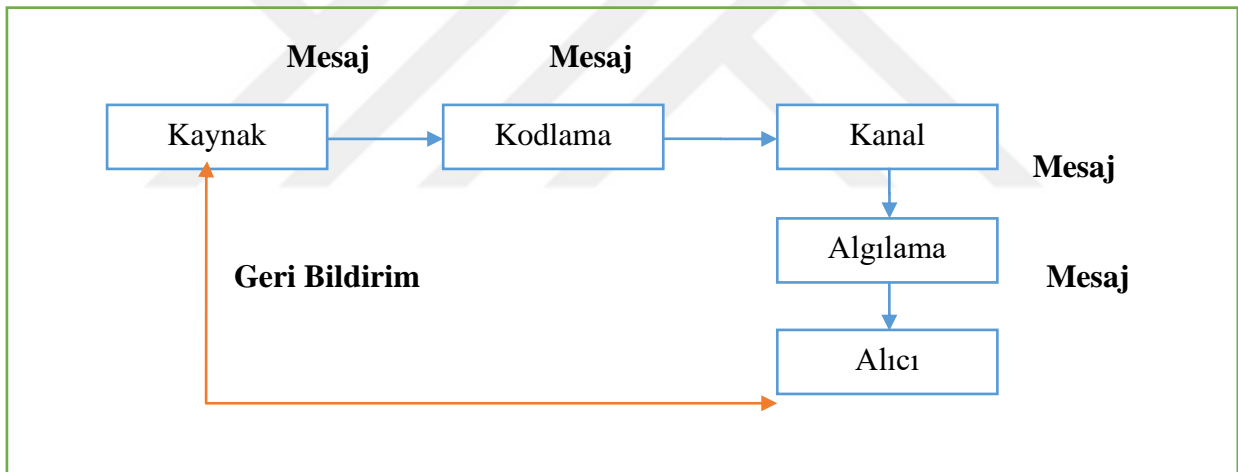 Mesaj Mesaj
Kaynak Kodlama Kanal
Mesaj
Algılama
Geri Bildirim Mesaj
Alıcı